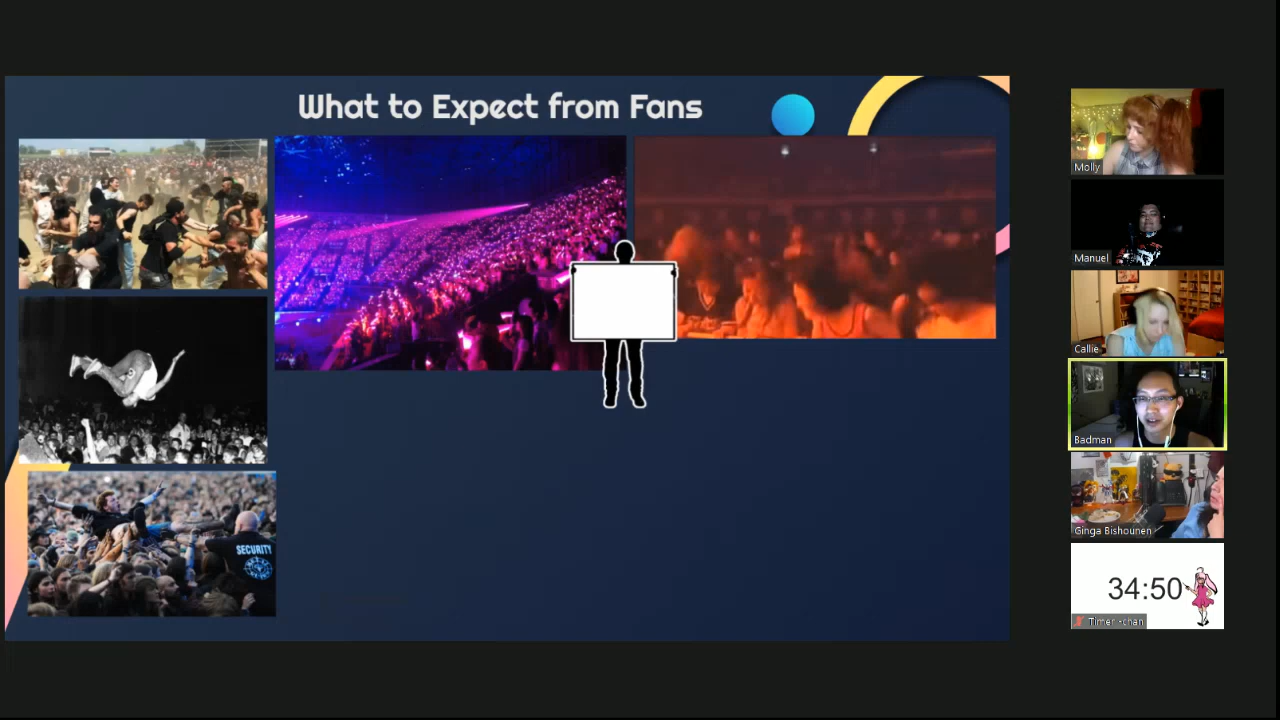 What to Expect from Fans
SECURITY
Molly
Manuel
Callie
Badman
Ginga Bishounen
34:50
Timer -chan